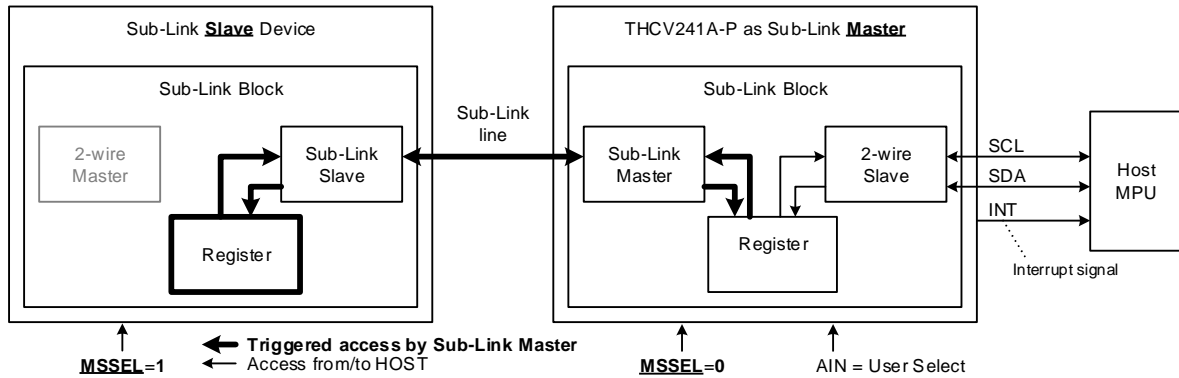 Sub-Link Slave Device
Sub-Link Block
2-wire
Master
Sub-Link
Slave
Register
Sub-Link
line
THCV241A-P as Sub-Link Master
Sub-Link Block
Sub-Link
Master
2-wire
Slave
Register
SCL
SDA
INT
Host
MPU
Interrupt signal
MSSEL=1
Triggered access by Sub-Link Master
Access from/to HOST
MSSEL=0
AIN = User Select